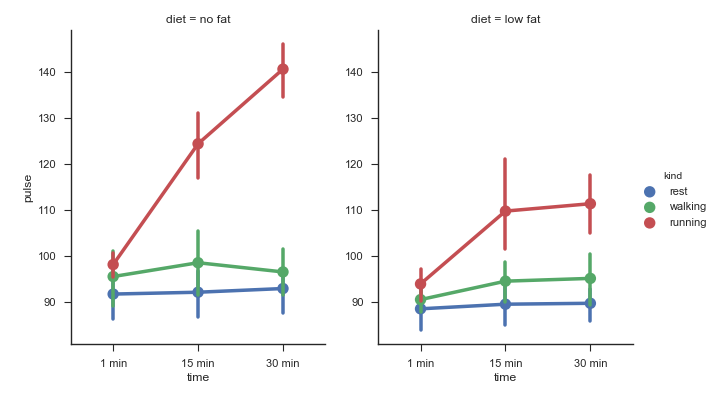 diet = no fat
diet = low fat
pulse
140
130
120
110
100
90
1 min
15 min
30 min
time
140
130
120
110
100
90
1 min
15 min
30 min
time
kind
rest
walking
running